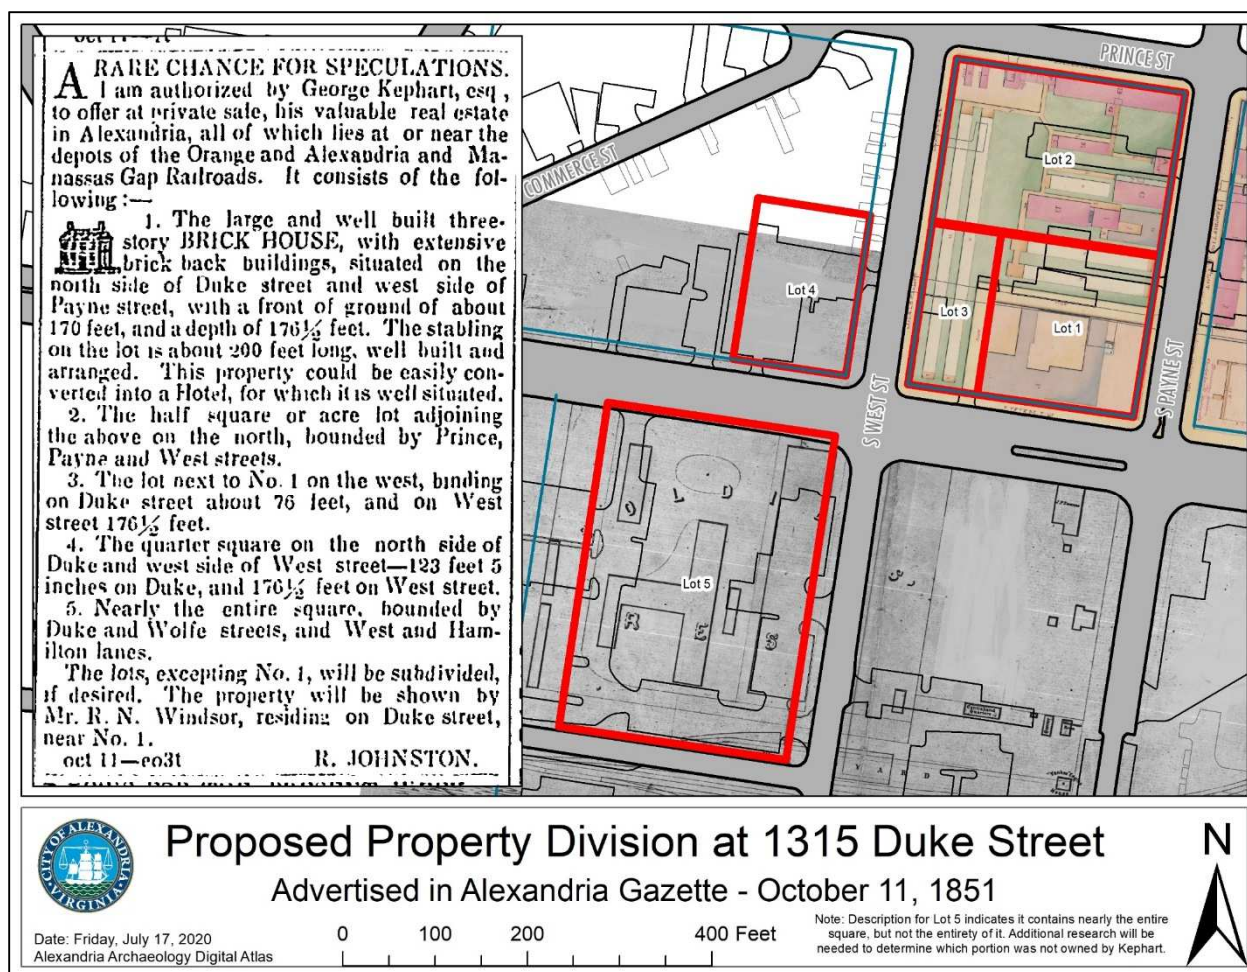 A RARE CHANCE FOR SPECULATIONS.
I am authorized by George Kephart, esq,
to offer at private sale, his valuable real estate
in Alexandria, all of which lies at or near the
depots of the Orange and Alexandria and Ma-
nassas Gap Railroads. It consists of the fol-
lowing:—
1. The large and well built three-
story BRICK HOUSE, with extensive
brick back buildings, situated on the
north side of Duke street and west side of
Payne street, with a front of ground of about
170 feet, and a depth of 176½ feet. The stabling
on the lot is about 200 feet long, well built and
arranged. This property could be easily con-
verted into a Hotel, for which it is well situated.
2. The half square or acre lot adjoining
the above on the north, bounded by Prince,
Payne and West streets.
3. The lot next to No. 1 on the west, binding
on Duke street about 76 feet, and on West
street 176½ feet.
4. The quarter square on the north side of
Duke and west side of West street—123 feet 5
inches on Duke, and 176½ feet on West street.
5. Nearly the entire square, bounded by
Duke and Wolfe streets, and West and Ham-
ilton lanes.
The lots, excepting No. 1, will be subdivided,
if desired. The property will be shown by
Mr. R. N. Windsor, residing on Duke street,
near No. 1.
oct 11—eo3t R. JOHNSTON.
COMMERCE ST
PRINCE ST
S WEST ST
S PAYNE ST
Lot 2
Lot 4
Lot 3
Lot 1
Lot 5
YARD
CITY OF ALEXANDRIA
VIRGINIA
Proposed Property Division at 1315 Duke Street
Advertised in Alexandria Gazette - October 11, 1851
Date: Friday, July 17, 2020
Alexandria Archaeology Digital Atlas
0 100 200 400 Feet
Note: Description for Lot 5 indicates it contains nearly the entire
square, but not the entirety of it. Additional research will be
needed to determine which portion was not owned by Kephart.
N